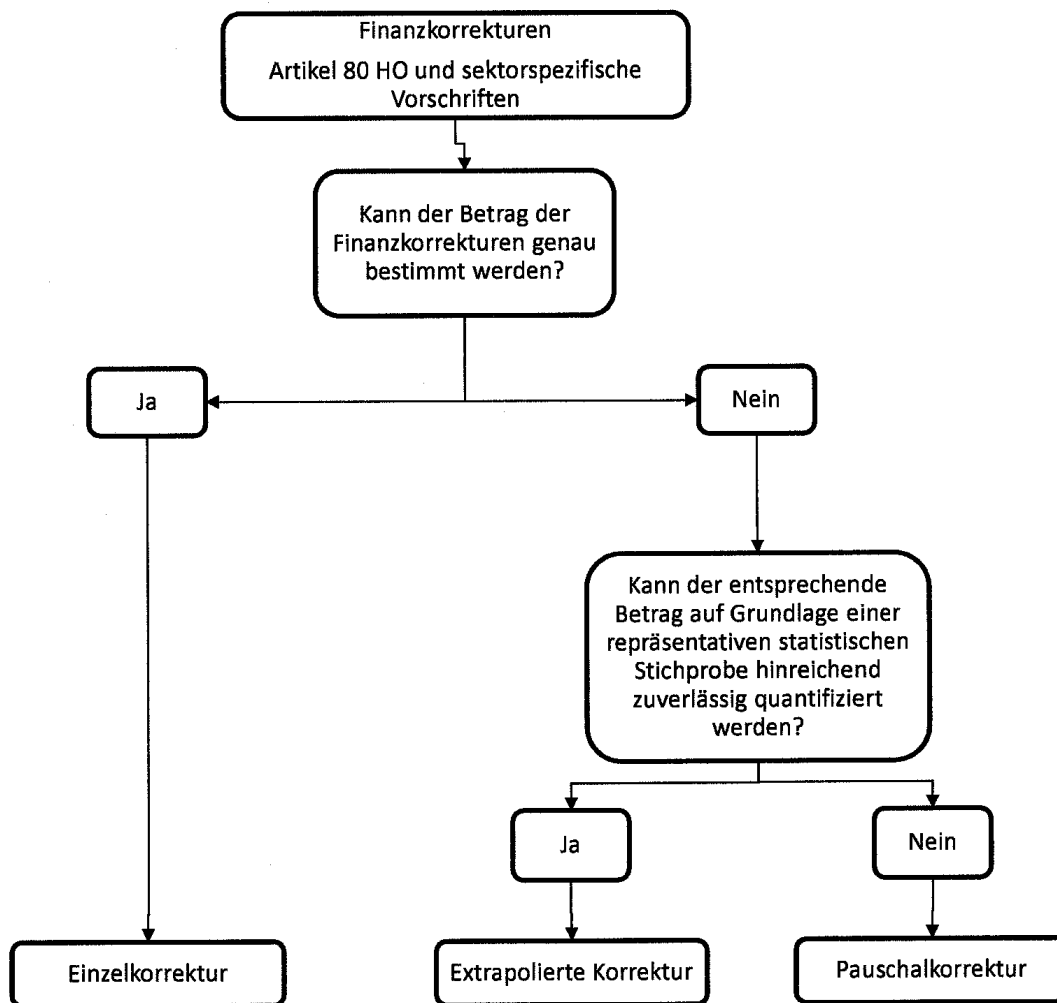 Finanzkorrekturen
Artikel 80 HO und sektorspezifische
Vorschriften
Kann der Betrag der
Finanzkorrekturen genau
bestimmt werden?
Ja
Nein
Kann der entsprechende
Betrag auf Grundlage einer
repräsentativen statistischen
Stichprobe hinreichend
zuverlässig quantifiziert
werden?
Ja
Nein
Einzelkorrektur
Extrapolierte Korrektur
Pauschalkorrektur